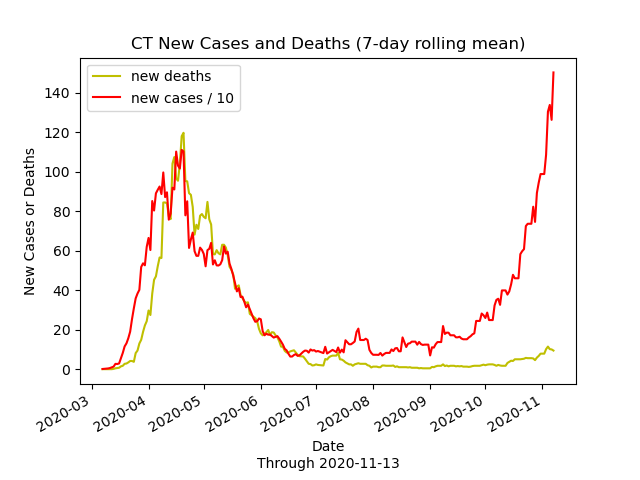 CT New Cases and Deaths (7-day rolling mean)
new deaths
new cases / 10
New Cases or Deaths
140
120
100
80
60
40
20
0
2020-03
2020-04
2020-05
2020-06
2020-07
2020-08
2020-09
2020-10
2020-11
Date
Through 2020-11-13